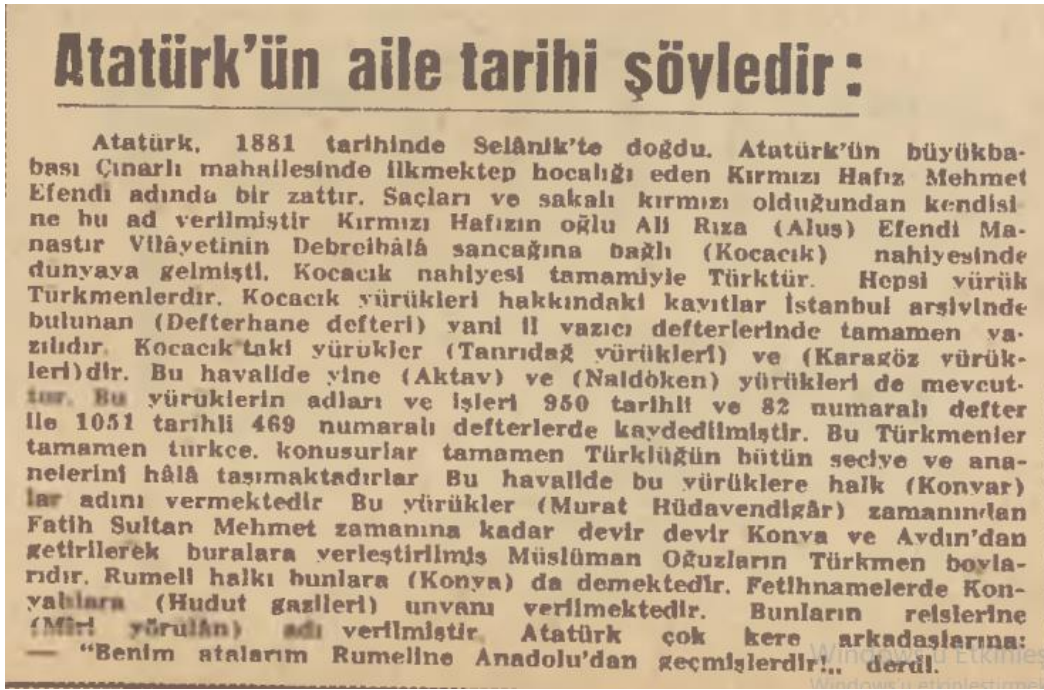 Atatürk'ün aile tarihi şöyledir:
Atatürk, 1881 tarihinde Selânik'te doğdu. Atatürk'ün büyükba-
bası Çınarlı mahallesinde ilkmektep hocalığı eden Kırmızı Hafız Mehmet
Efendi adında bir zattır. Saçları ve sakalı kırmızı olduğundan kendisi
ne bu ad verilmiştir Kırmızı Hafızın oğlu Ali Rıza (Aluş) Efendi Ma-
nastır Vilâyetinin Debreibâlâ sancağına bağlı (Kocacık) nahiyesinde
dünyaya gelmişti. Kocacık nahiyesi tamamiyle Türktür. Hepsi yürük
Türkmenlerdir. Kocacık yürükleri hakkındaki kayıtlar İstanbul arşivinde
bulunan (Defterhane defteri) yani il yazıcı defterlerinde tamamen ya-
zılıdır. Kocacık'taki yürükler (Tanrıdağ yürükleri) ve (Karagöz yürük-
leri)dir. Bu havalide yine (Aktav) ve (Naldöken) yürükleri de mevcut-
tur. Bu yürüklerin adları ve işleri 950 tarihli ve 82 numaralı defter
ile 1051 tarihli 469 numaralı defterlerde kaydedilmiştir. Bu Türkmenler
tamamen türkce. konuşurlar tamamen Türklüğün bütün seciye ve ana-
nelerini hâlâ taşımaktadırlar Bu havalide bu yürüklere halk (Konyar)
lar adını vermektedir Bu yürükler (Murat Hüdavendigâr) zamanından
Fatih Sultan Mehmet zamanına kadar devir devir Konya ve Aydın'dan
getirilerek buralara yerleştirilmiş Müslüman Oğuzların Türkmen boyla-
rıdır. Rumeli halkı bunlara (Konya) da demektedir. Fetihnamelerde Kon-
yalılara (Hudut gazileri) unvanı verilmektedir. Bunların reislerine
(Miri yörülân) adı verilmiştir. Atatürk çok kere arkadaşlarına:
— "Benim atalarım Rumeline Anadolu'dan geçmişlerdir!.. derdi.